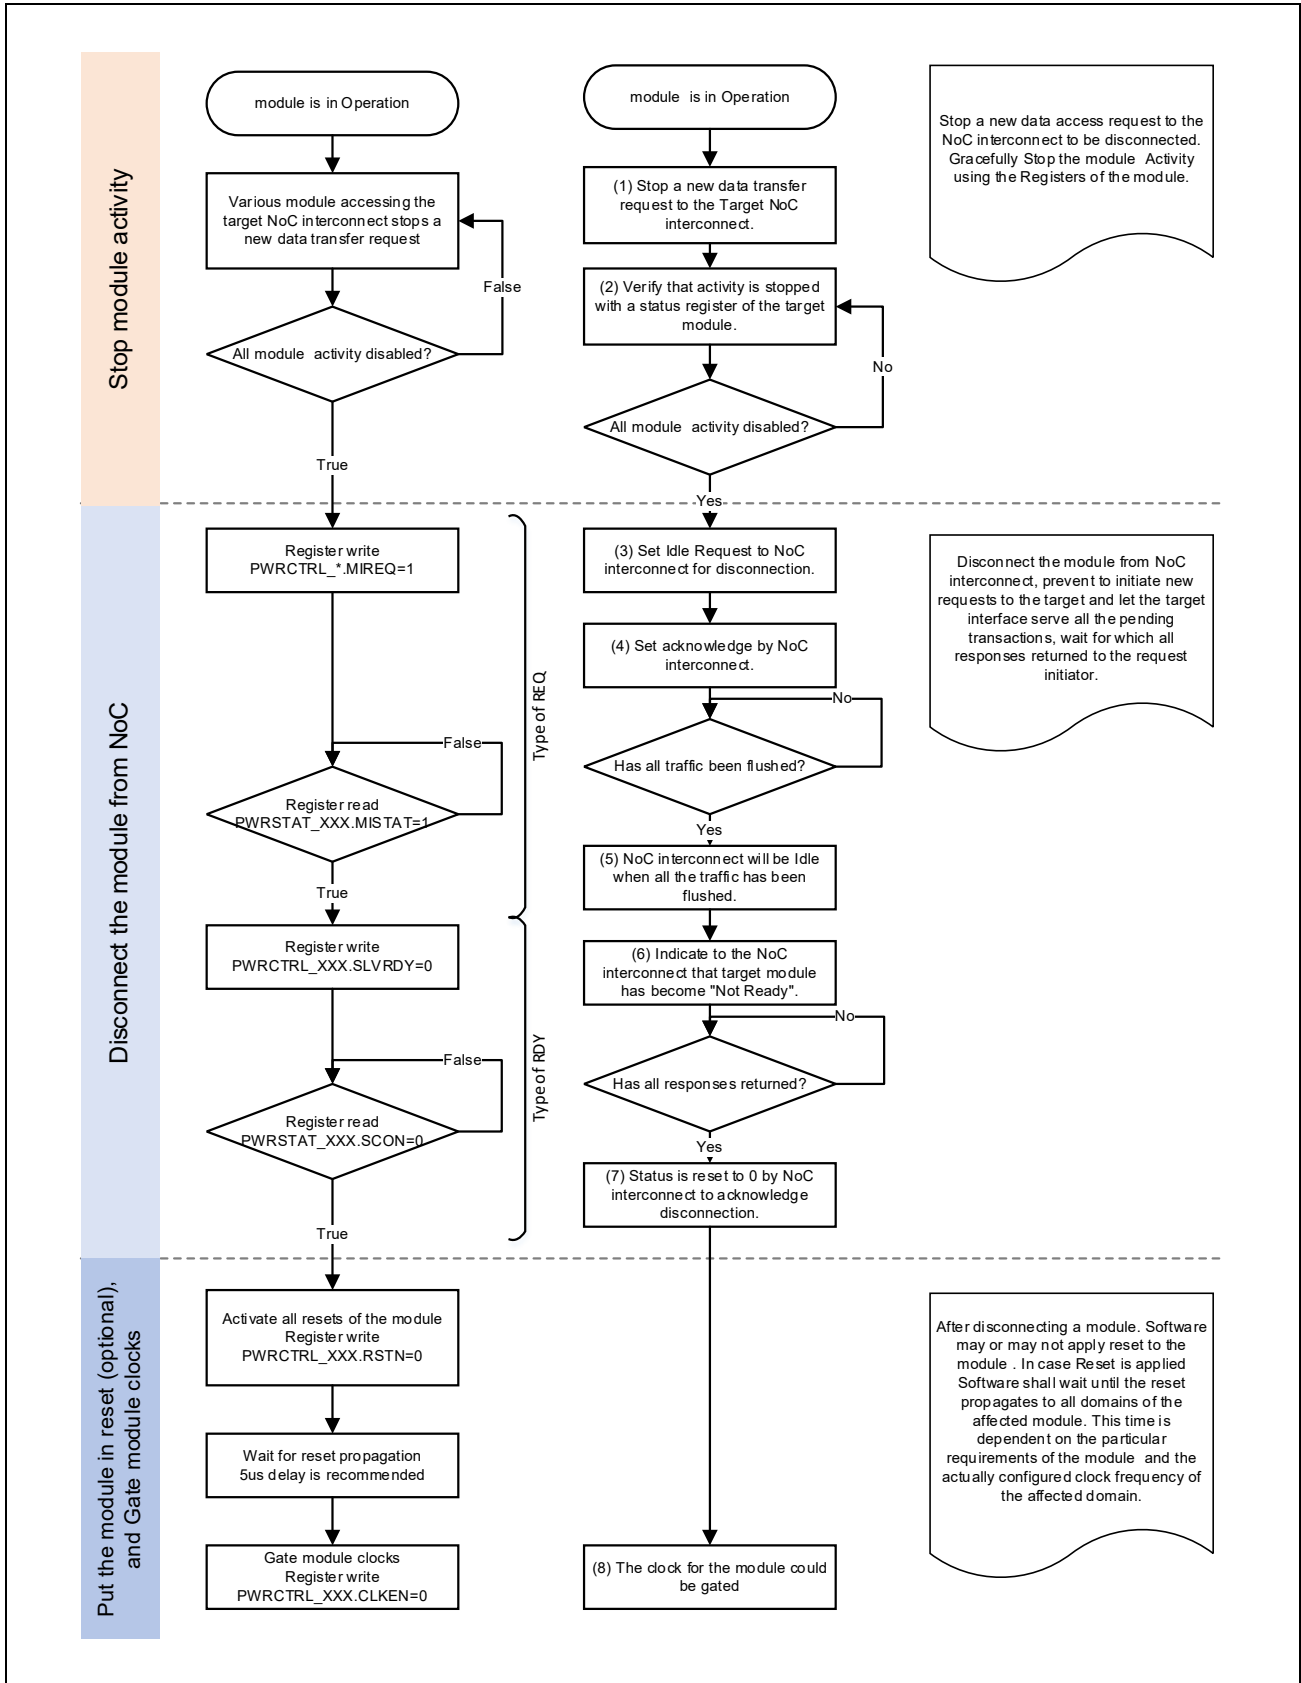 Stop module activity
module is in Operation
Various module accessing the
target NoC interconnect stops a
new data transfer request
False
All module activity disabled?
True
module is in Operation
(1) Stop a new data transfer
request to the Target NoC
interconnect.
(2) Verify that activity is stopped
with a status register of the target
module.
No
All module activity disabled?
Yes
Stop a new data access request to the
NoC interconnect to be disconnected.
Gracefully Stop the module Activity
using the Registers of the module.
Disconnect the module from NoC
Register write
PWRCTRL_*.MIREQ=1
False
Register read
PWRSTAT_XXX.MISTAT=1
True
Register write
PWRCTRL_XXX.SLVRDY=0
False
Register read
PWRSTAT_XXX.SCON=0
True
Type of REQ
Type of RDY
(3) Set Idle Request to NoC
interconnect for disconnection.
(4) Set acknowledge by NoC
interconnect.
No
Has all traffic been flushed?
Yes
(5) NoC interconnect will be Idle
when all the traffic has been
flushed.
(6) Indicate to the NoC
interconnect that target module
has become "Not Ready".
No
Has all responses returned?
Yes
(7) Status is reset to 0 by NoC
interconnect to acknowledge
disconnection.
Disconnect the module from NoC
interconnect, prevent to initiate new
requests to the target and let the target
interface serve all the pending
transactions, wait for which all
responses returned to the request
initiator.
Put the module in reset (optional),
and Gate module clocks
Activate all resets of the module
Register write
PWRCTRL_XXX.RSTN=0
Wait for reset propagation
5us delay is recommended
Gate module clocks
Register write
PWRCTRL_XXX.CLKEN=0
(8) The clock for the module could
be gated
After disconnecting a module. Software
may or may not apply reset to the
module . In case Reset is applied
Software shall wait until the reset
propagates to all domains of the
affected module. This time is
dependent on the particular
requirements of the module and the
actually configured clock frequency of
the affected domain.